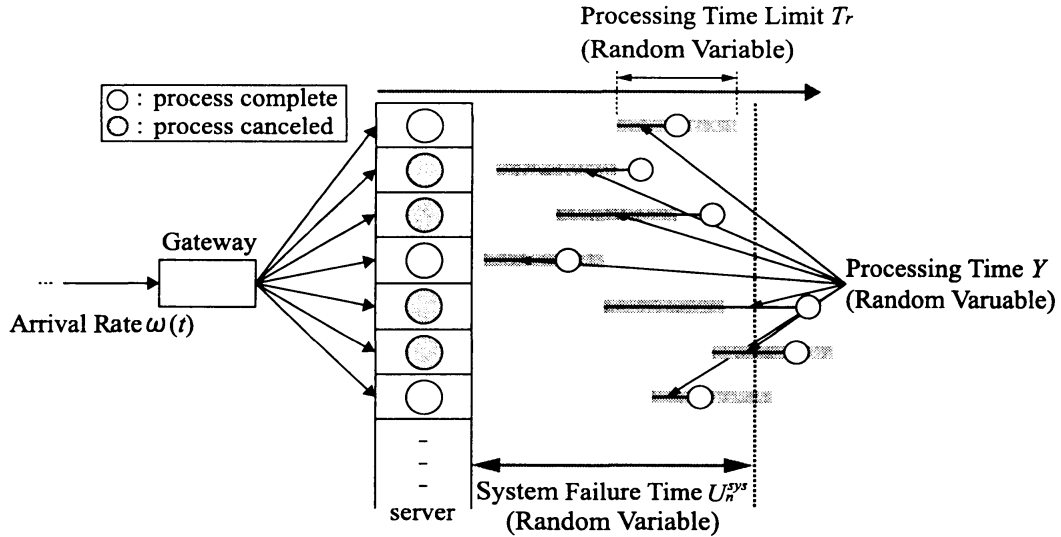 Processing Time Limit Tr
(Random Variable)
: process complete
: process canceled
Gateway
... 
Arrival Rate ω(t)
Processing Time Y
(Random Varuable)
System Failure Time U_n^sys
(Random Variable)
server